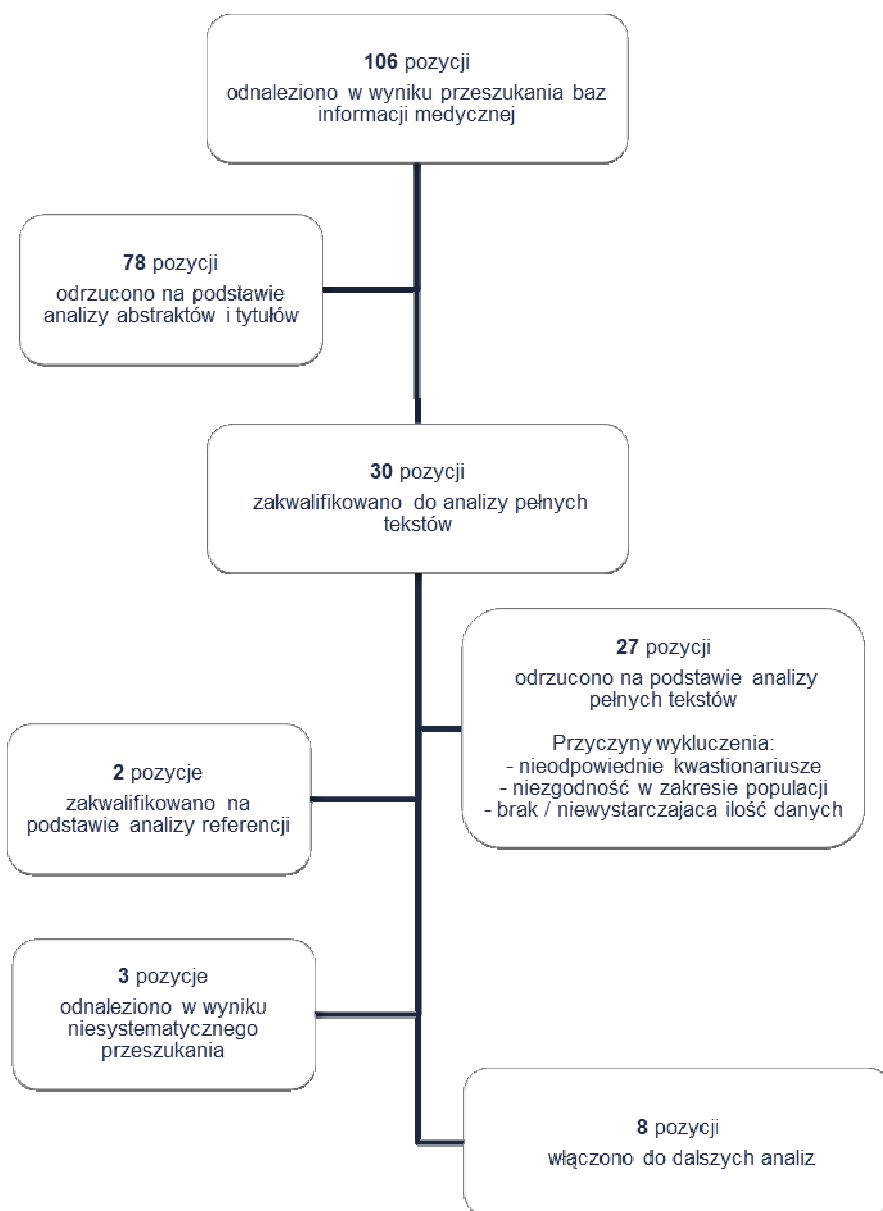 106 pozycji
odnaleziono w wyniku przeszukania baz
informacji medycznej
78 pozycji
odrzucono na podstawie
analizy abstraktów i tytułów
30 pozycji
zakwalifikowano do analizy pełnych
tekstów
27 pozycji
odrzucono na podstawie analizy
pełnych tekstów
Przyczyny wykluczenia:
- nieodpowiednie kwastionariusze
- niezgodność w zakresie populacji
- brak / niewystarczajaca ilość danych
2 pozycje
zakwalifikowano na
podstawie analizy referencji
3 pozycje
odnaleziono w wyniku
niesystematycznego
przeszukania
8 pozycji
włączono do dalszych analiz